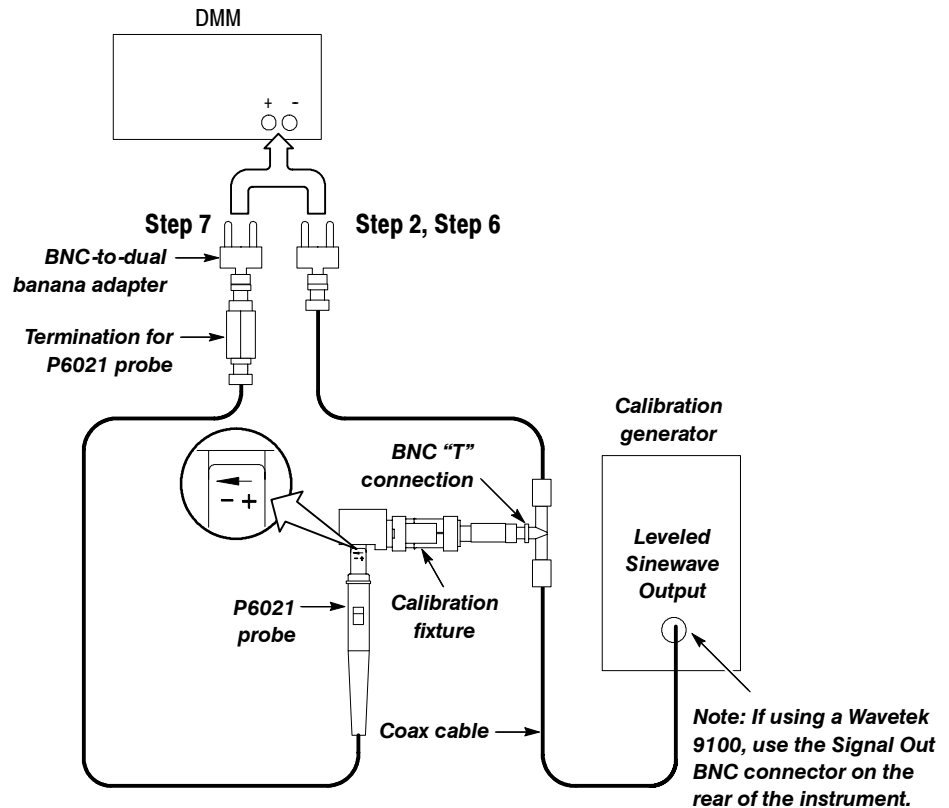 DMM
+ -
Step 7
Step 2, Step 6
BNC-to-dual
banana adapter
Termination for
P6021 probe
Calibration
generator
BNC “T”
connection
- +
Leveled
Sinewave
Output
- +
P6021
probe
Calibration
fixture
Coax cable
Note: If using a Wavetek
9100, use the Signal Out
BNC connector on the
rear of the instrument.